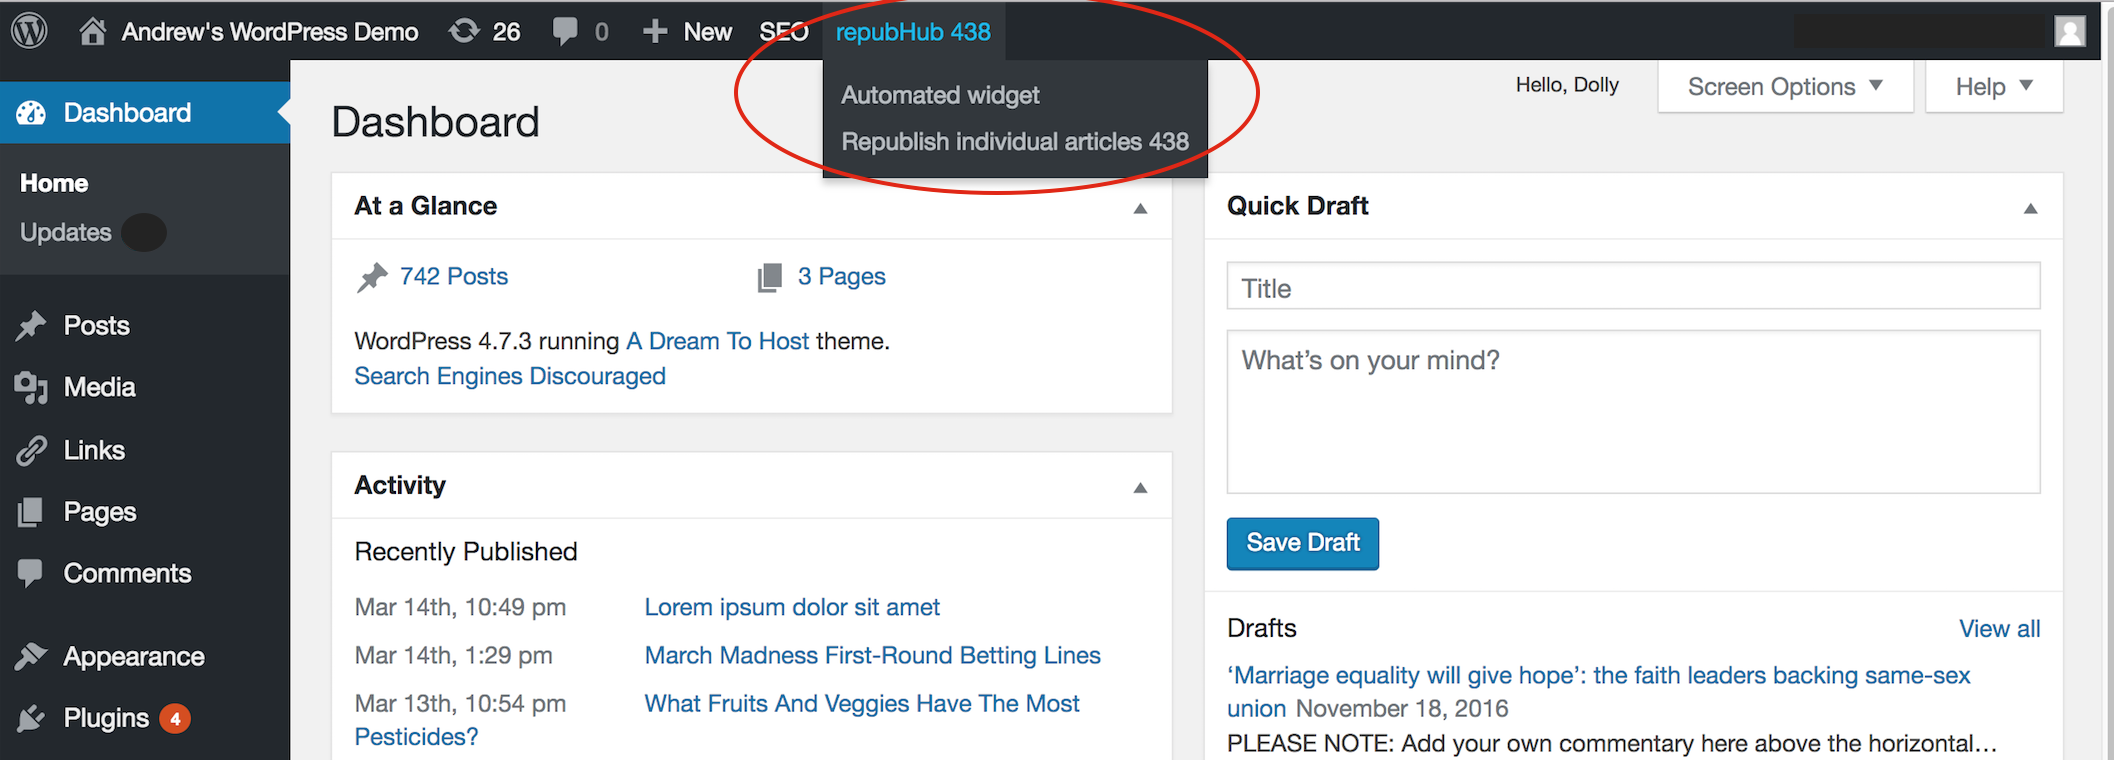 Andrew's WordPress Demo 26 0 New SEO repubHub 438
Automated widget
Republish individual articles 438
Hello, Dolly
Screen Options
Help
Dashboard
Home
Updates
Posts
Media
Links
Pages
Comments
Appearance
Plugins 4
Dashboard
At a Glance
742 Posts
3 Pages
WordPress 4.7.3 running A Dream To Host theme.
Search Engines Discouraged
Activity
Recently Published
Mar 14th, 10:49 pm Lorem ipsum dolor sit amet
Mar 14th, 1:29 pm March Madness First-Round Betting Lines
Mar 13th, 10:54 pm What Fruits And Veggies Have The Most
Pesticides?
Quick Draft
Title
What’s on your mind?
Save Draft
Drafts
View all
‘Marriage equality will give hope’: the faith leaders backing same-sex
union November 18, 2016
PLEASE NOTE: Add your own commentary here above the horizontal…